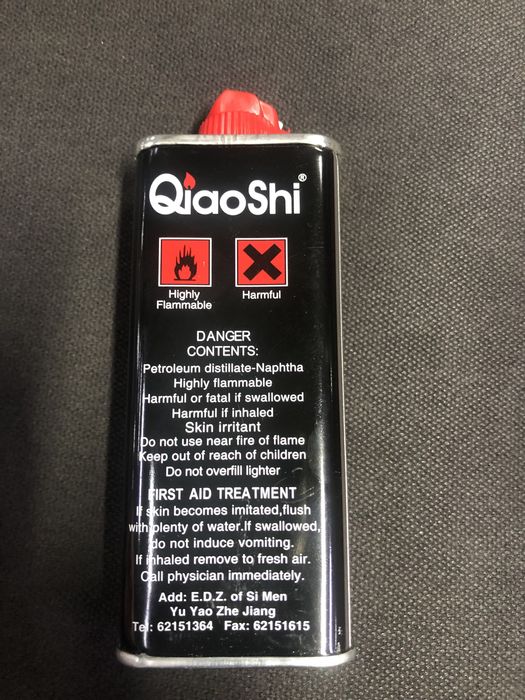 QiaoShi®
Highly
Flammable
Harmful
DANGER
CONTENTS:
Petroleum distillate-Naphtha
Highly flammable
Harmful or fatal if swallowed
Harmful if inhaled
Skin irritant
Do not use near fire of flame
Keep out of reach of children
Do not overfill lighter
FIRST AID TREATMENT
If skin becomes imitated,flush
with plenty of water.If swallowed,
do not induce vomiting.
If inhaled remove to fresh air.
Call physician immediately.
Add: E.D.Z. of Si Men
Yu Yao Zhe Jiang
Tel: 62151364 Fax: 62151615